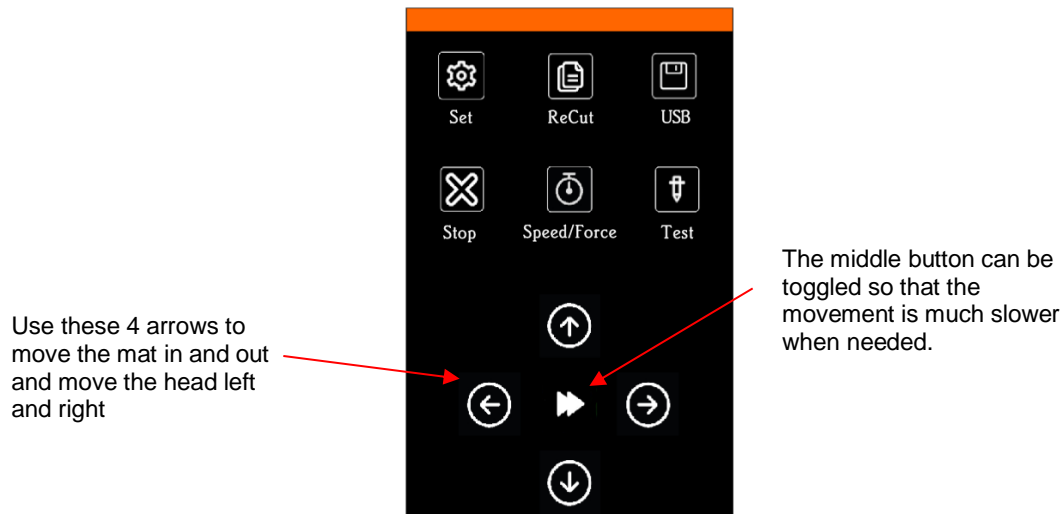 Set
ReCut
USB
Stop
Speed/Force
Test
Use these 4 arrows to
move the mat in and out
and move the head left
and right
The middle button can be
toggled so that the
movement is much slower
when needed.